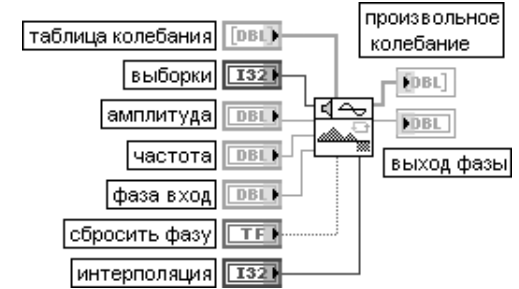 произвольное
колебание
таблица колебания [DBL]
[DBL]
выборки I32
амплитуда DBL
DBL
частота DBL
выход фазы
фаза вход DBL
сбросить фазу TF
интерполяция I32